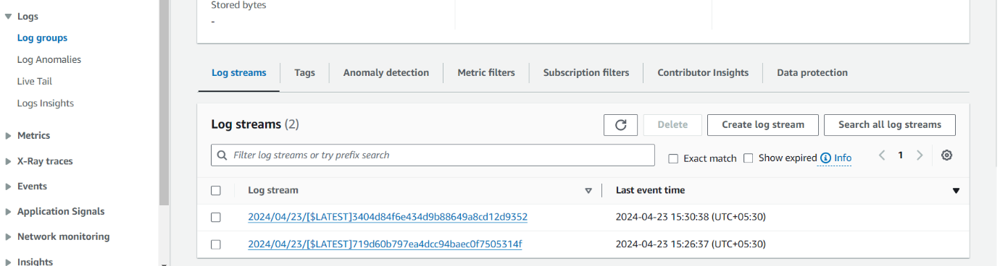 Logs
Log groups
Log Anomalies
Live Tail
Logs Insights
Metrics
X-Ray traces
Events
Application Signals
Network monitoring
Insights
Stored bytes
-
Log streams Tags Anomaly detection Metric filters Subscription filters Contributor Insights Data protection
Log streams (2) Delete Create log stream Search all log streams
Filter log streams or try prefix search Exact match Show expired Info 1
Log stream Last event time
2024/04/23/[$LATEST]3404d84f6e434d9b88649a8cd12d9352 2024-04-23 15:30:38 (UTC+05:30)
2024/04/23/[$LATEST]719d60b797ea4dcc94baec0f7505314f 2024-04-23 15:26:37 (UTC+05:30)